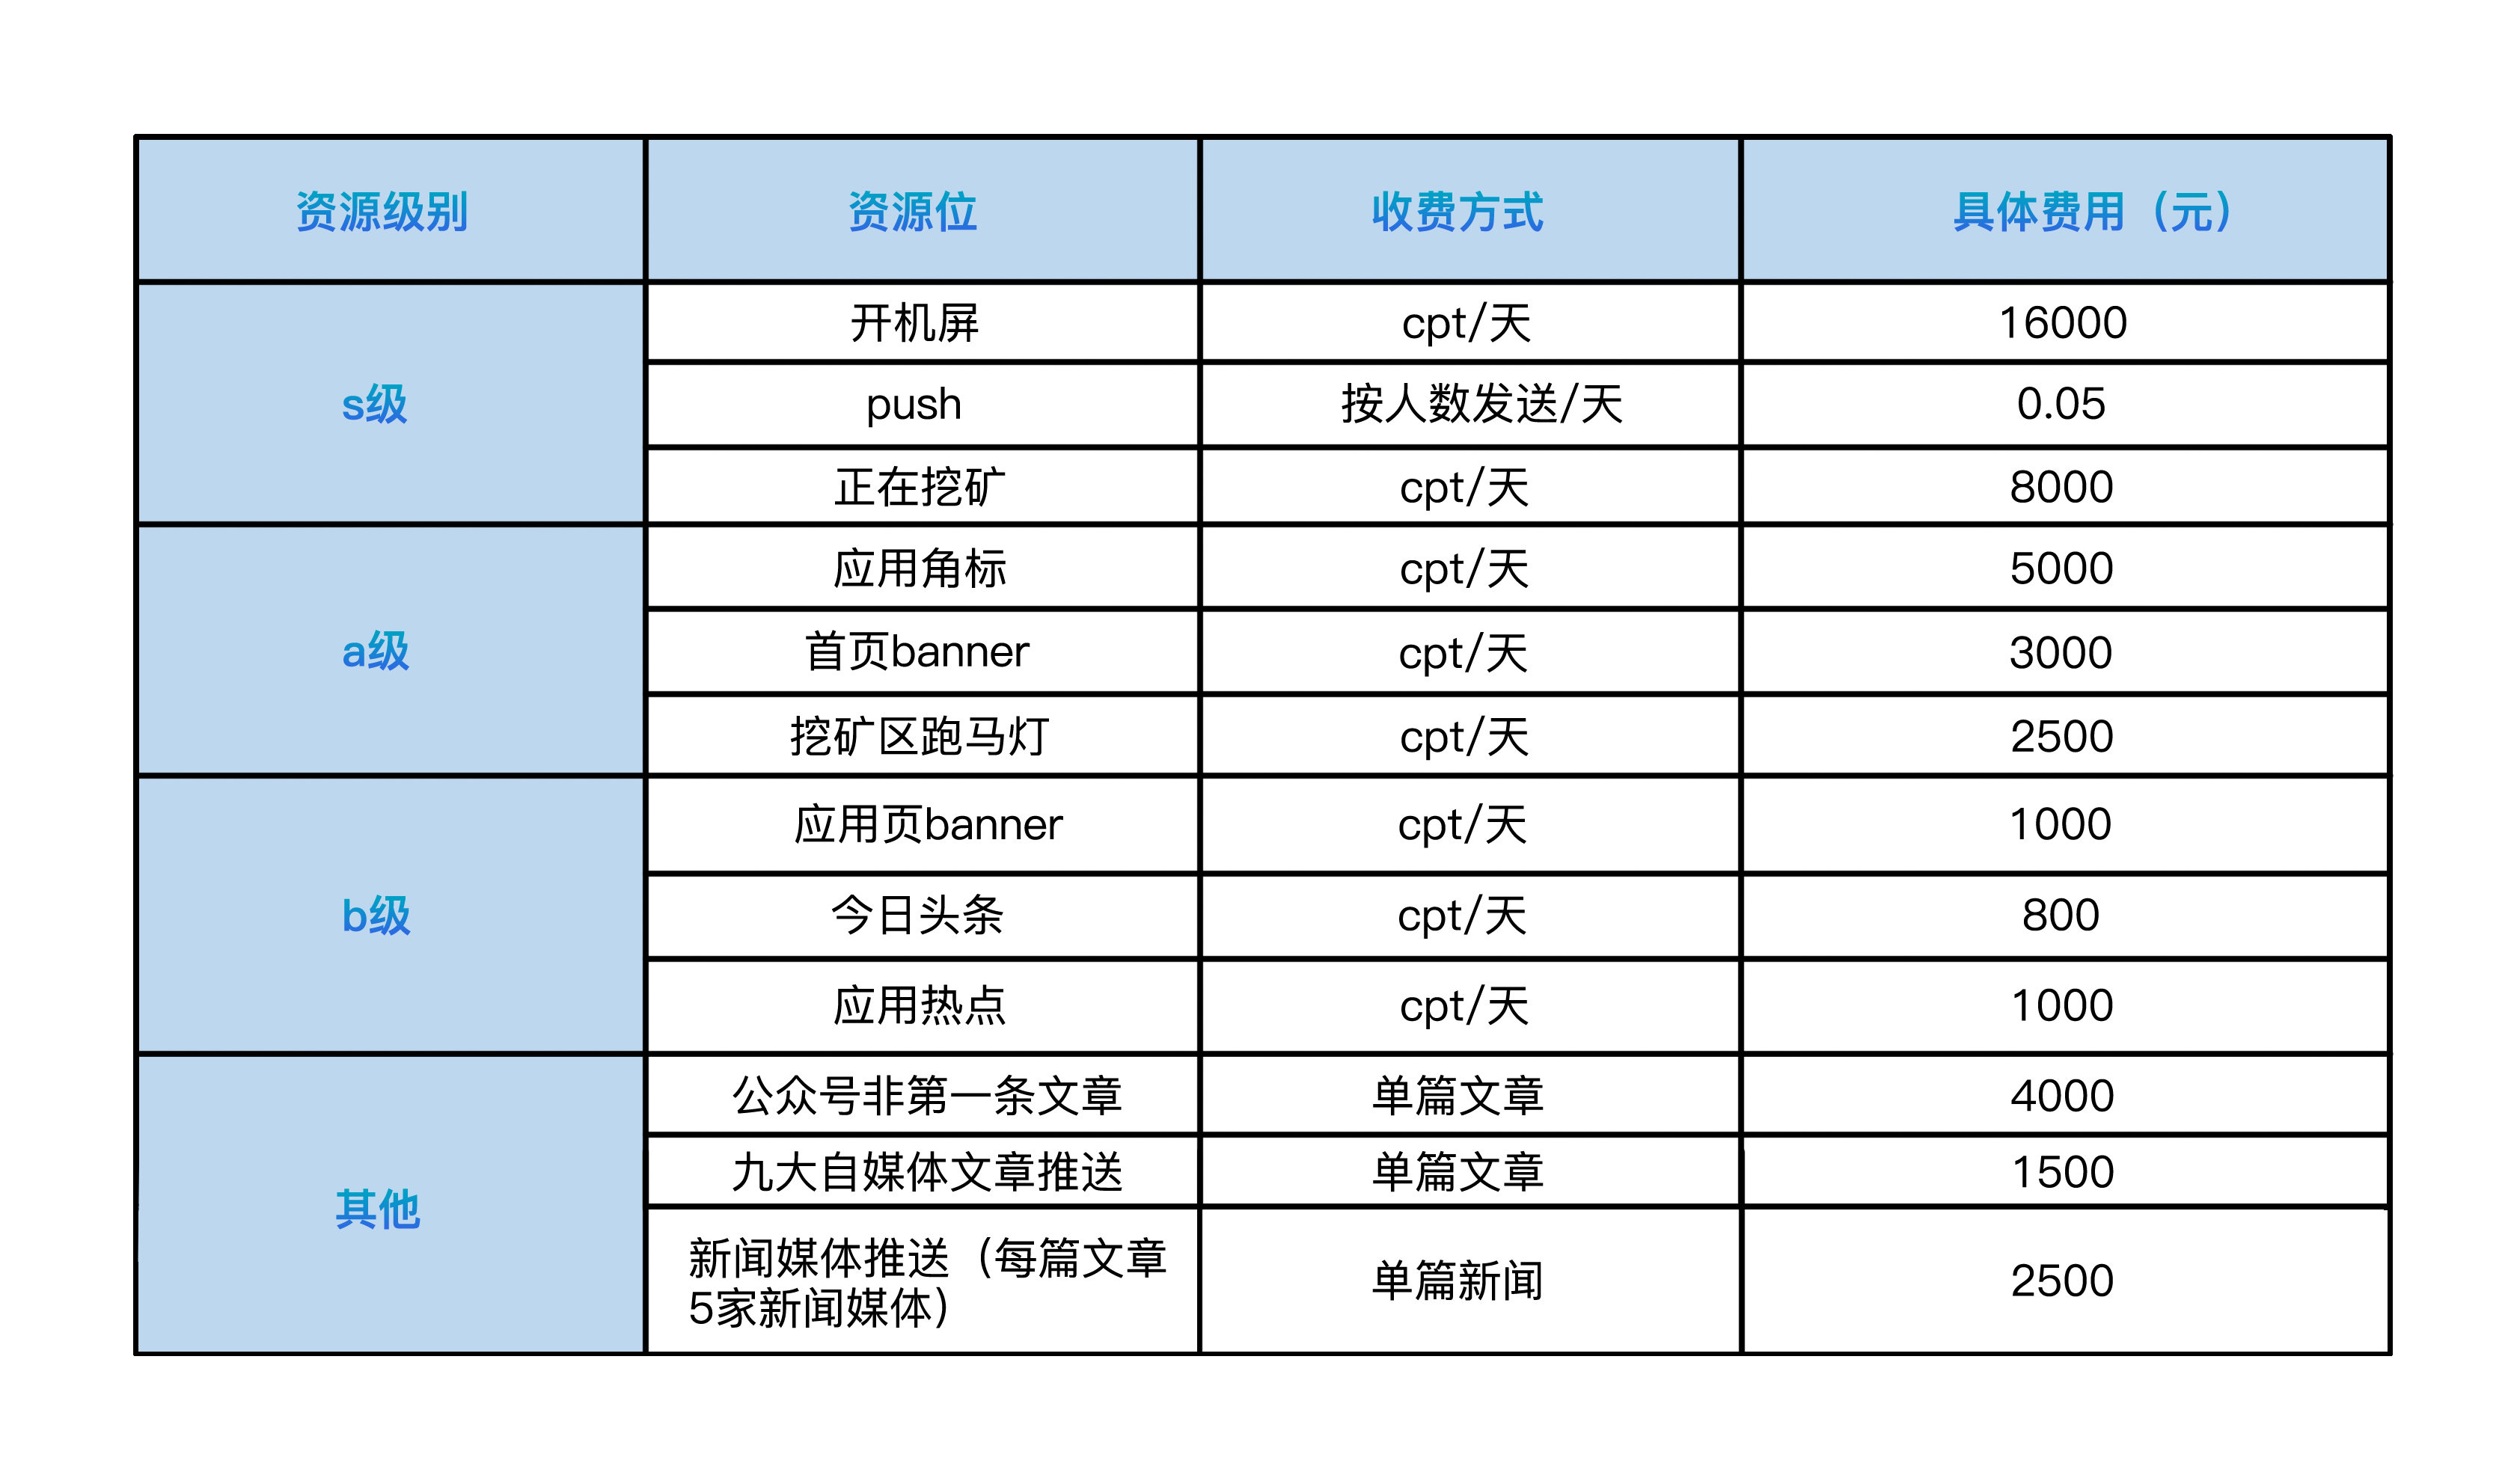 资源级别 资源位 收费方式 具体费用（元）
s级
开机屏 cpt/天 16000
push 按人数发送/天 0.05
正在挖矿 cpt/天 8000
a级
应用角标 cpt/天 5000
首页banner cpt/天 3000
挖矿区跑马灯 cpt/天 2500
b级
应用页banner cpt/天 1000
今日头条 cpt/天 800
应用热点 cpt/天 1000
其他
公众号非第一条文章 单篇文章 4000
九大自媒体文章推送 单篇文章 1500
新闻媒体推送（每篇文章
5家新闻媒体） 单篇新闻 2500